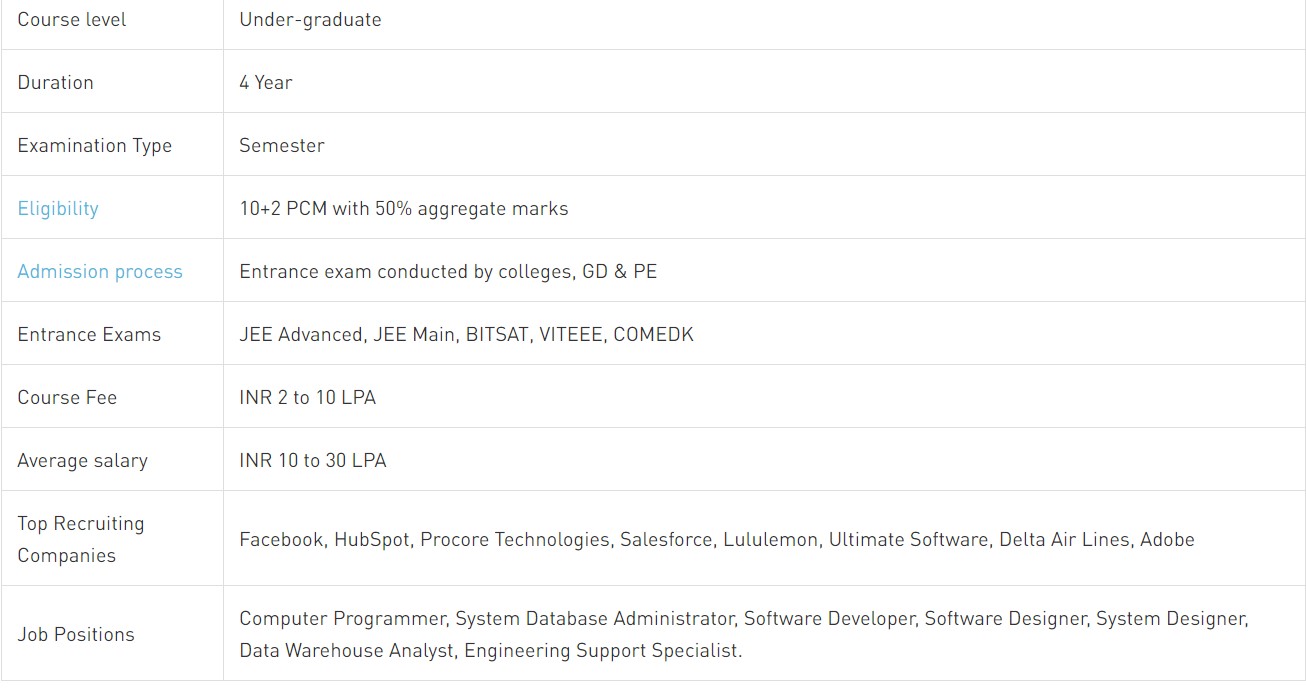 Course level Under-graduate
Duration 4 Year
Examination Type Semester
Eligibility 10+2 PCM with 50% aggregate marks
Admission process Entrance exam conducted by colleges, GD & PE
Entrance Exams JEE Advanced, JEE Main, BITSAT, VITEEE, COMEDK
Course Fee INR 2 to 10 LPA
Average salary INR 10 to 30 LPA
Top Recruiting
Companies
Facebook, HubSpot, Procore Technologies, Salesforce, Lululemon, Ultimate Software, Delta Air Lines, Adobe
Job Positions
Computer Programmer, System Database Administrator, Software Developer, Software Designer, System Designer,
Data Warehouse Analyst, Engineering Support Specialist.